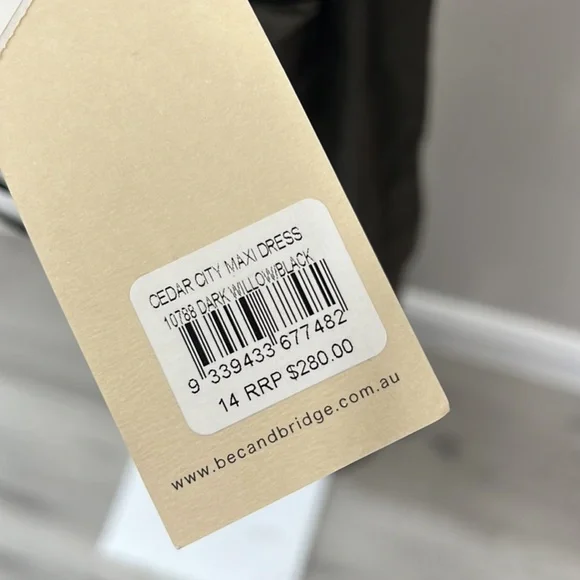 CEDAR CITY MAXI DRESS
10788 DARK WILLOW/BLACK
9 339433 677482
14 RRP $280.00
www.becandbridge.com.au